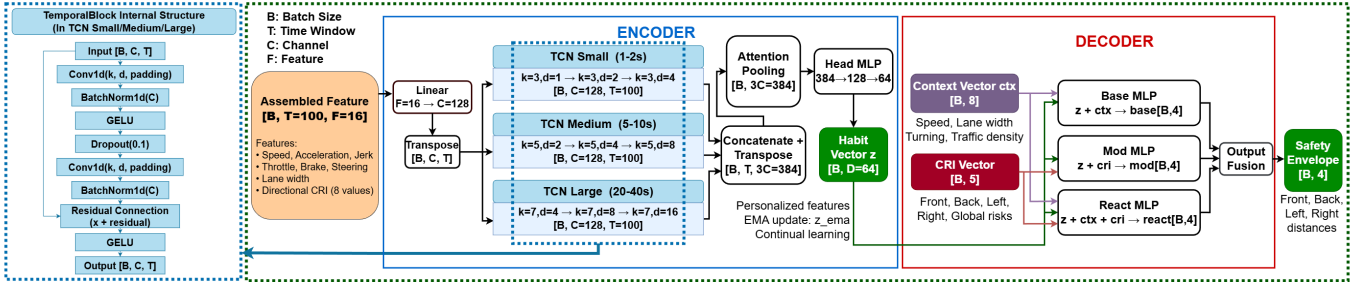 TemporalBlock Internal Structure
(In TCN Small/Medium/Large)
Input [B, C, T]
Conv1d(k, d, padding)
BatchNorm1d(C)
GELU
Dropout(0.1)
Conv1d(k, d, padding)
BatchNorm1d(C)
Residual Connection
(x + residual)
GELU
Output [B, C, T]
B: Batch Size
T: Time Window
C: Channel
F: Feature
Assembled Feature
[B, T=100, F=16]
Features:
• Speed, Acceleration, Jerk
• Throttle, Brake, Steering
• Lane width
• Directional CRI (8 values)
ENCODER
Linear
F=16 → C=128
Transpose
[B, C, T]
TCN Small (1-2s)
k=3,d=1 → k=3,d=2 → k=3,d=4
[B, C=128, T=100]
TCN Medium (5-10s)
k=5,d=2 → k=5,d=4 → k=5,d=8
[B, C=128, T=100]
TCN Large (20-40s)
k=7,d=4 → k=7,d=8 → k=7,d=16
[B, C=128, T=100]
Attention
Pooling
[B, 3C=384]
Concatenate +
Transpose
[B, T, 3C=384]
Head MLP
384→128→64
Habit
Vector z
[B, D=64]
Personalized features
EMA update: z_ema
Continual learning
DECODER
Context Vector ctx
[B, 8]
Speed, Lane width
Turning, Traffic density
CRI Vector
[B, 5]
Front, Back, Left,
Right, Global risks
Base MLP
z + ctx → base[B,4]
Mod MLP
z + cri → mod[B,4]
React MLP
z + ctx + cri → react[B,4]
Output
Fusion
Safety
Envelope
[B, 4]
Front, Back,
Left, Right
distances